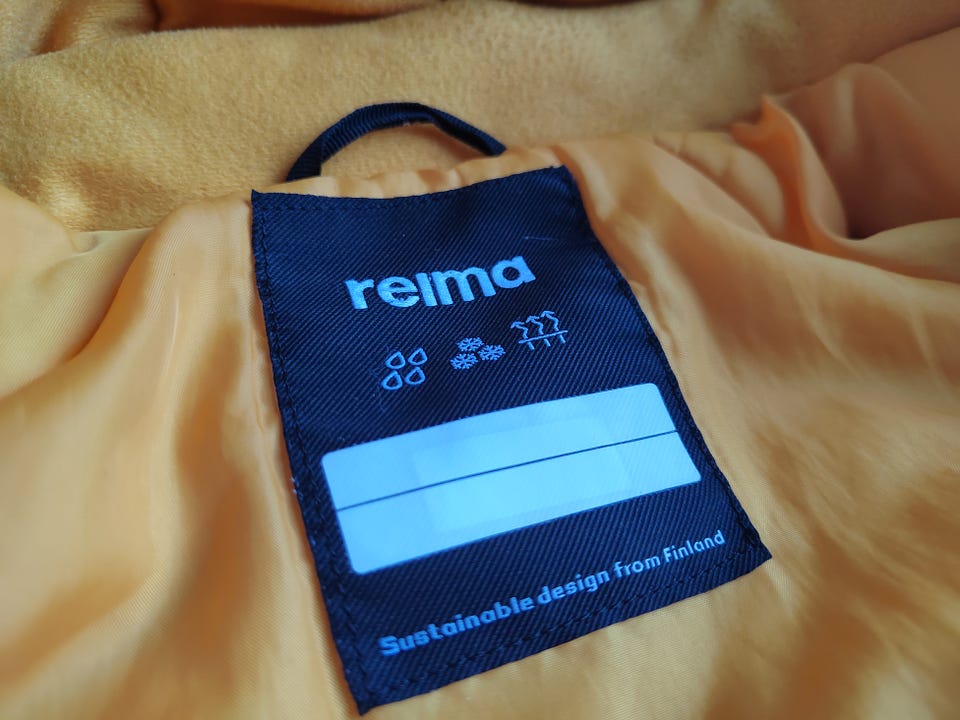 reima
Sustainable design from Finland